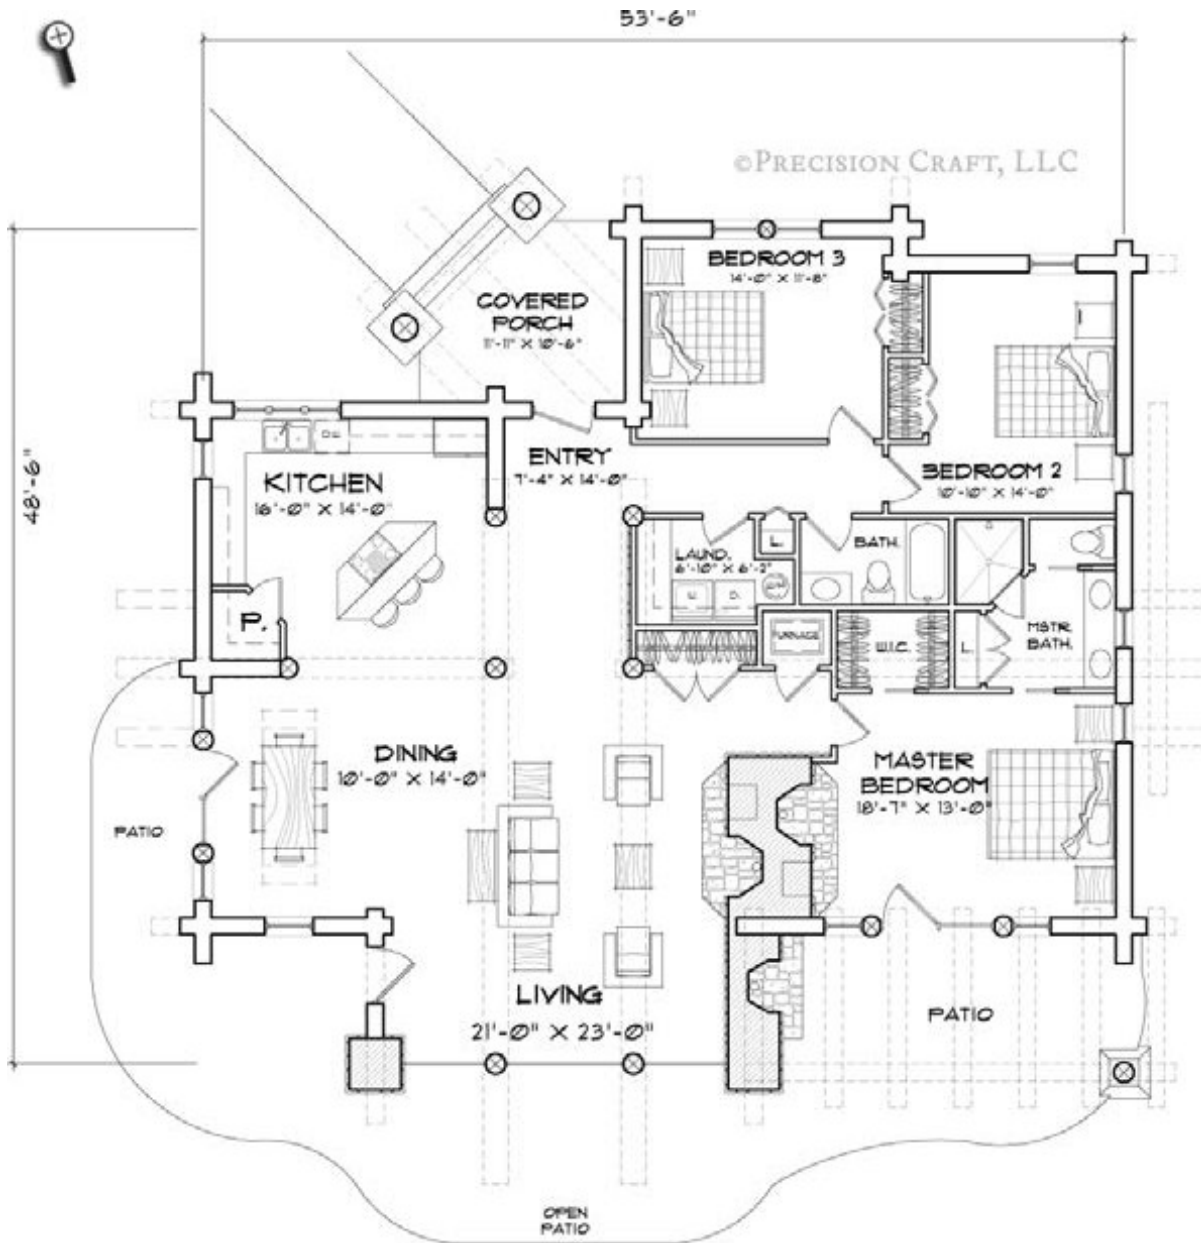 53'-6"
©PRECISION CRAFT, LLC
BEDROOM 3
14'-0" X 11'-8"
COVERED
PORCH
11'-11" X 10'-6"
48'-6"
D.W.
KITCHEN
16'-0" X 14'-0"
ENTRY
7'-4" X 14'-0"
BEDROOM 2
10'-10" X 14'-0"
LAUND.
6'-10" X 6'-2"
L.
BATH.
W.
D.
P.
FURNACE
W.I.C.
L.
MSTR.
BATH.
DINING
10'-0" X 14'-0"
MASTER
BEDROOM
18'-7" X 13'-0"
PATIO
LIVING
21'-0" X 23'-0"
PATIO
OPEN
PATIO